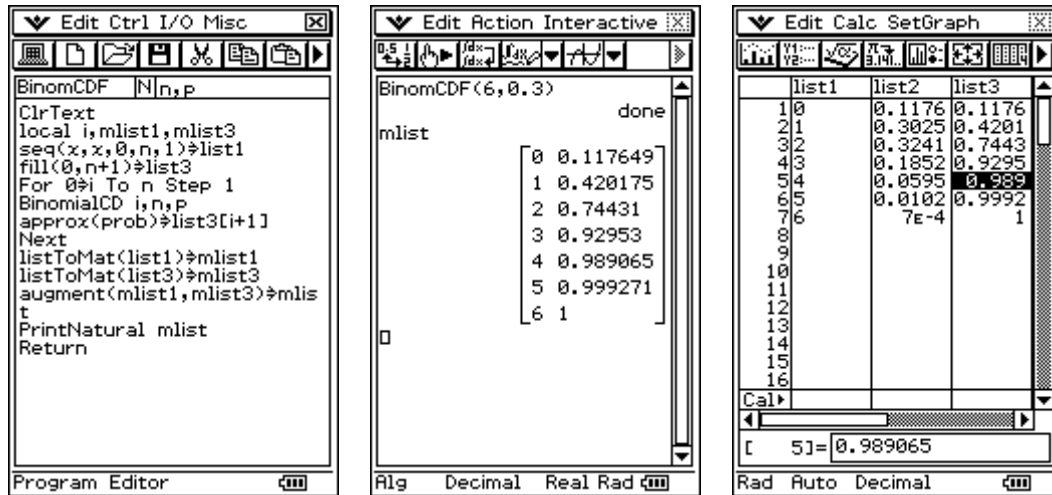 Edit Ctrl I/O Misc
BinomCDF N n,p
ClrText
local i,mlist1,mlist3
seq(x,x,0,n,1)⇒list1
fill(0,n+1)⇒list3
For 0⇒i To n Step 1
BinomialCD i,n,p
approx(prob)⇒list3[i+1]
Next
listToMat(list1)⇒mlist1
listToMat(list3)⇒mlist3
augment(mlist1,mlist3)⇒mlis
t
PrintNatural mlist
Return
Program Editor
Edit Action Interactive
BinomCDF(6,0.3)
done
mlist
0 0.117649
1 0.420175
2 0.74431
3 0.92953
4 0.989065
5 0.999271
6 1
Alg Decimal Real Rad
Edit Calc SetGraph
list1 list2 list3
1 0 0.1176 0.1176
2 1 0.3025 0.4201
3 2 0.3241 0.7443
4 3 0.1852 0.9295
5 4 0.0595 0.989
6 5 0.0102 0.9992
7 6 7E-4 1
8
9
10
11
12
13
14
15
16
Cal▶
[ 5]= 0.989065
Rad Auto Decimal